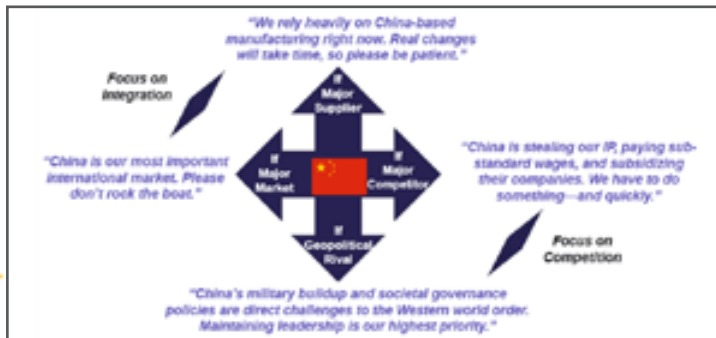 "We rely heavily on China-based
manufacturing right now. Real changes
will take time, so please be patient."
Focus on
Integration
If
Major
Supplier
"China is our most important
international market. Please
don't rock the boat."
If
Major
Market
If
Major
Competitor
"China is stealing our IP, paying sub-
standard wages, and subsidizing
their companies. We have to do
something—and quickly."
If
Geopolitical
Rival
Focus on
Competition
"China's military buildup and societal governance
policies are direct challenges to the Western world order.
Maintaining leadership is our highest priority."